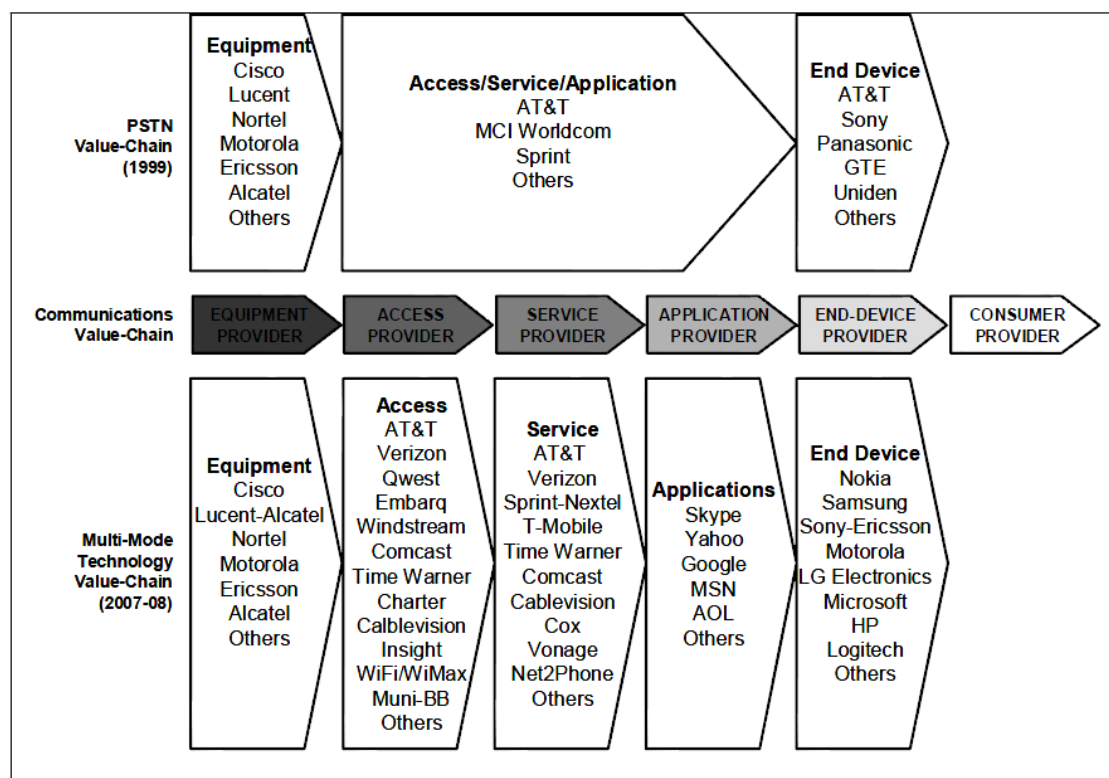 PSTN
Value-Chain
(1999)
Equipment
Cisco
Lucent
Nortel
Motorola
Ericsson
Alcatel
Others
Access/Service/Application
AT&T
MCI Worldcom
Sprint
Others
End Device
AT&T
Sony
Panasonic
GTE
Uniden
Others
Communications
Value-Chain
EQUIPMENT
PROVIDER
ACCESS
PROVIDER
SERVICE
PROVIDER
APPLICATION
PROVIDER
END-DEVICE
PROVIDER
CONSUMER
PROVIDER
Multi-Mode
Technology
Value-Chain
(2007-08)
Equipment
Cisco
Lucent-Alcatel
Nortel
Motorola
Ericsson
Alcatel
Others
Access
AT&T
Verizon
Qwest
Embarq
Windstream
Comcast
Time Warner
Charter
Calblevision
Insight
WiFi/WiMax
Muni-BB
Others
Service
AT&T
Verizon
Sprint-Nextel
T-Mobile
Time Warner
Comcast
Cablevision
Cox
Vonage
Net2Phone
Others
Applications
Skype
Yahoo
Google
MSN
AOL
Others
End Device
Nokia
Samsung
Sony-Ericsson
Motorola
LG Electronics
Microsoft
HP
Logitech
Others